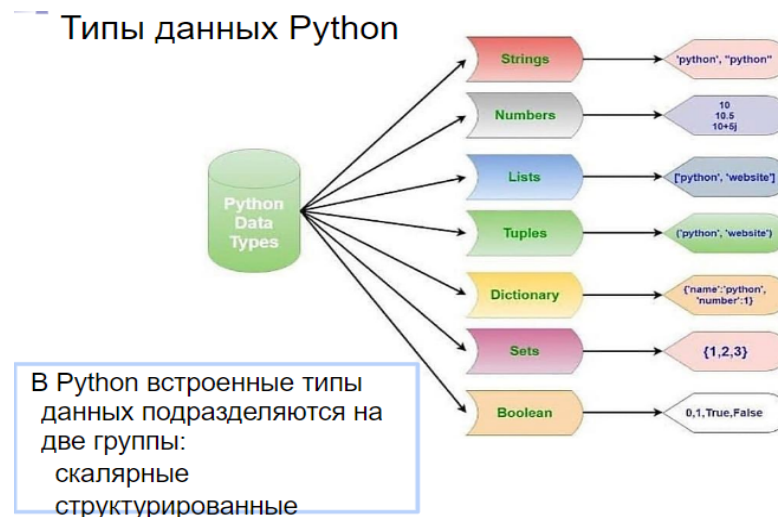 Типы данных Python
Python
Data
Types
Strings
'python', "python"
Numbers
10
10.5
10+5j
Lists
['python', 'website']
Tuples
('python', 'website')
Dictionary
{'name':'python',
'number':1}
Sets
{1,2,3}
Boolean
0,1,True,False
В Python встроенные типы
данных подразделяются на
две группы:
скалярные
структурированные